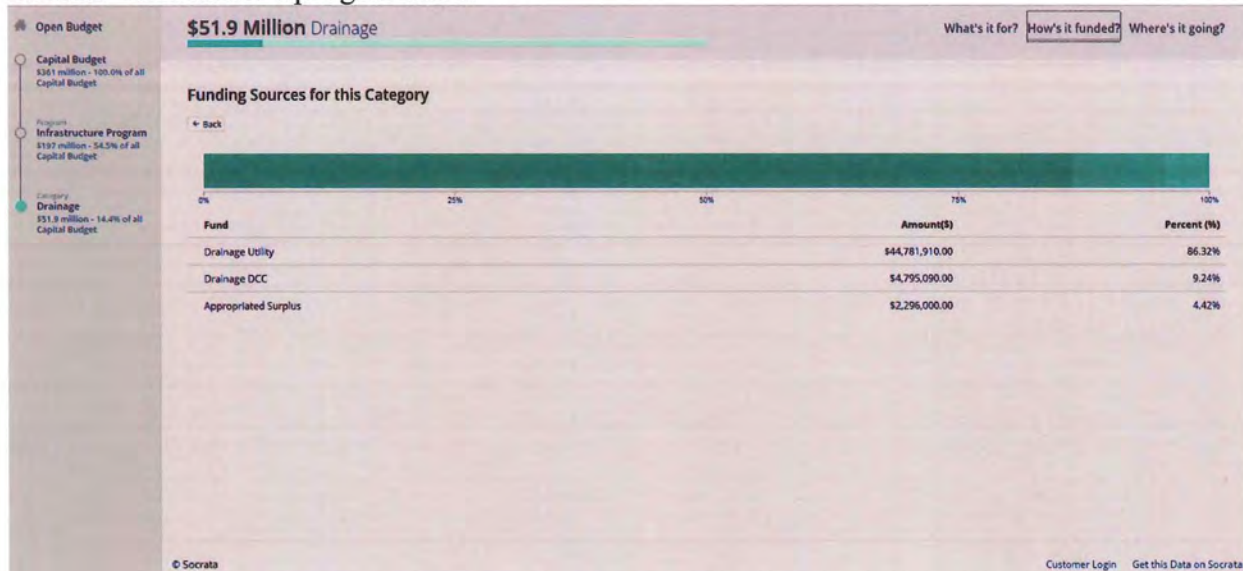 Open Budget
Capital Budget
$361 million - 100.0% of all
Capital Budget
Program
Infrastructure Program
$197 million - 54.5% of all
Capital Budget
Category
Drainage
$51.9 million - 14.4% of all
Capital Budget
$51.9 Million Drainage
What's it for? How's it funded? Where's it going?
Funding Sources for this Category
← Back
0% 25% 50% 75% 100%
Fund Amount($) Percent (%)
Drainage Utility $44,781,910.00 86.32%
Drainage DCC $4,795,090.00 9.24%
Appropriated Surplus $2,296,000.00 4.42%
© Socrata Customer Login Get this Data on Socrata